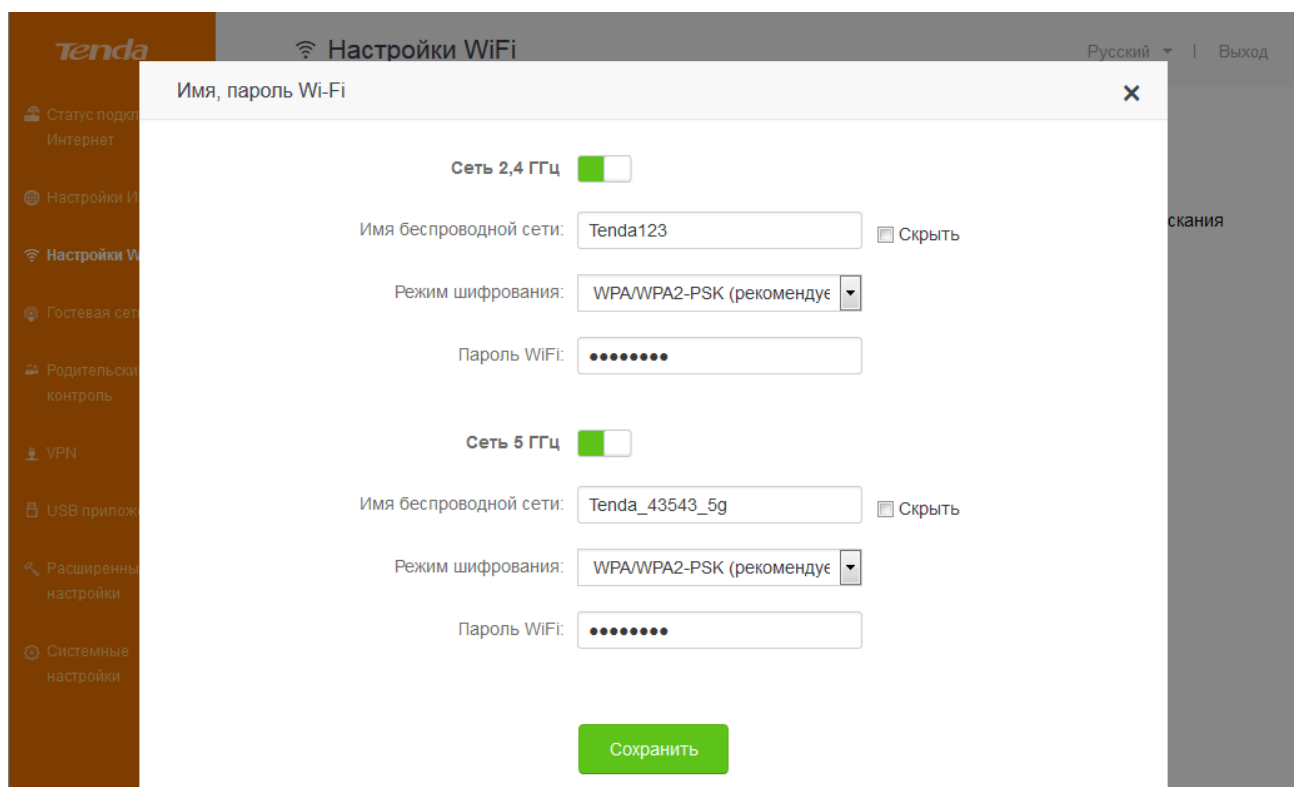 Tenda
Настройки WiFi
Русский | Выход
Имя, пароль Wi-Fi
Статус подкл
Интернет
Настройки И
Настройки W
Гостевая сет
Родительски
контроль
VPN
USB прилож
Расширенны
настройки
Системные
настройки
Сеть 2,4 ГГц
Имя беспроводной сети: Tenda123 Скрыть
Режим шифрования: WPA/WPA2-PSK (рекомендуе
Пароль WiFi: ●●●●●●●●
Сеть 5 ГГц
Имя беспроводной сети: Tenda_43543_5g Скрыть
Режим шифрования: WPA/WPA2-PSK (рекомендуе
Пароль WiFi: ●●●●●●●●
Сохранить
скания